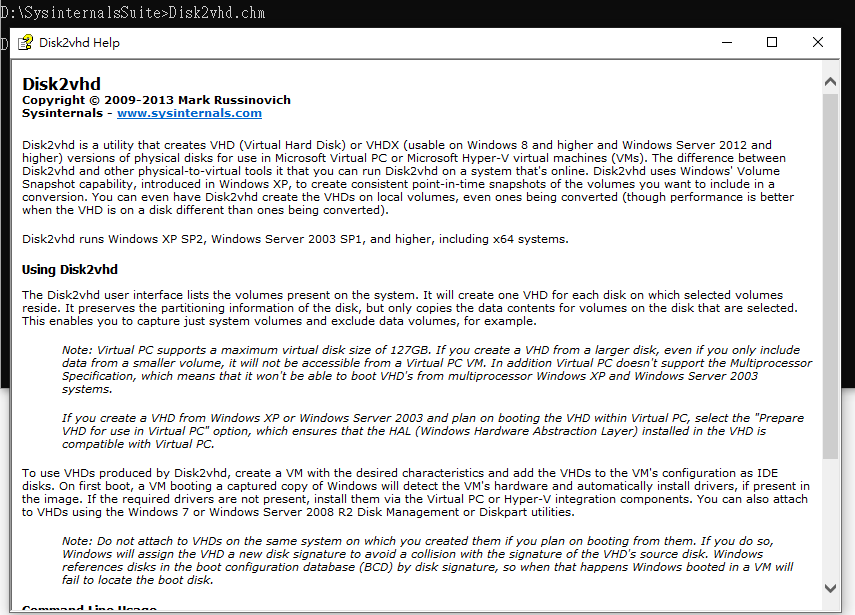 D:\SysinternalsSuite>Disk2vhd.chm
D
Disk2vhd Help
Disk2vhd
Copyright © 2009-2013 Mark Russinovich
Sysinternals - www.sysinternals.com
Disk2vhd is a utility that creates VHD (Virtual Hard Disk) or VHDX (usable on Windows 8 and higher and Windows Server 2012 and
higher) versions of physical disks for use in Microsoft Virtual PC or Microsoft Hyper-V virtual machines (VMs). The difference between
Disk2vhd and other physical-to-virtual tools it that you can run Disk2vhd on a system that's online. Disk2vhd uses Windows' Volume
Snapshot capability, introduced in Windows XP, to create consistent point-in-time snapshots of the volumes you want to include in a
conversion. You can even have Disk2vhd create the VHDs on local volumes, even ones being converted (though performance is better
when the VHD is on a disk different than ones being converted).
Disk2vhd runs Windows XP SP2, Windows Server 2003 SP1, and higher, including x64 systems.
Using Disk2vhd
The Disk2vhd user interface lists the volumes present on the system. It will create one VHD for each disk on which selected volumes
reside. It preserves the partitioning information of the disk, but only copies the data contents for volumes on the disk that are selected.
This enables you to capture just system volumes and exclude data volumes, for example.
Note: Virtual PC supports a maximum virtual disk size of 127GB. If you create a VHD from a larger disk, even if you only include
data from a smaller volume, it will not be accessible from a Virtual PC VM. In addition Virtual PC doesn't support the Multiprocessor
Specification, which means that it won't be able to boot VHD's from multiprocessor Windows XP and Windows Server 2003
systems.
If you create a VHD from Windows XP or Windows Server 2003 and plan on booting the VHD within Virtual PC, select the "Prepare
VHD for use in Virtual PC" option, which ensures that the HAL (Windows Hardware Abstraction Layer) installed in the VHD is
compatible with Virtual PC.
To use VHDs produced by Disk2vhd, create a VM with the desired characteristics and add the VHDs to the VM's configuration as IDE
disks. On first boot, a VM booting a captured copy of Windows will detect the VM's hardware and automatically install drivers, if present in
the image. If the required drivers are not present, install them via the Virtual PC or Hyper-V integration components. You can also attach
to VHDs using the Windows 7 or Windows Server 2008 R2 Disk Management or Diskpart utilities.
Note: Do not attach to VHDs on the same system on which you created them if you plan on booting from them. If you do so,
Windows will assign the VHD a new disk signature to avoid a collision with the signature of the VHD's source disk. Windows
references disks in the boot configuration database (BCD) by disk signature, so when that happens Windows booted in a VM will
fail to locate the boot disk.
Command Line Usage